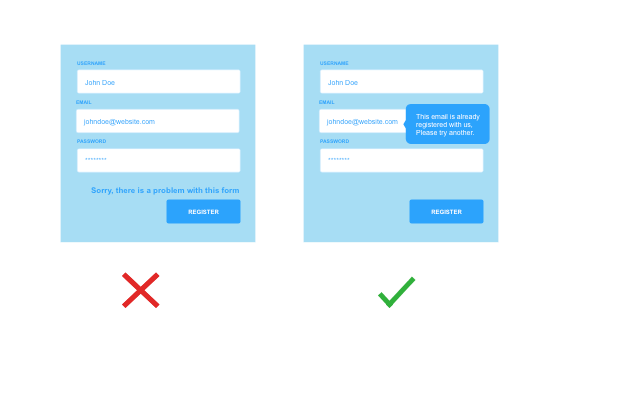 USERNAME
John Doe
EMAIL
johndoe@website.com
PASSWORD
********
Sorry, there is a problem with this form
REGISTER
USERNAME
John Doe
EMAIL
johndoe@website.com
This email is already
registered with us,
Please try another.
PASSWORD
********
REGISTER